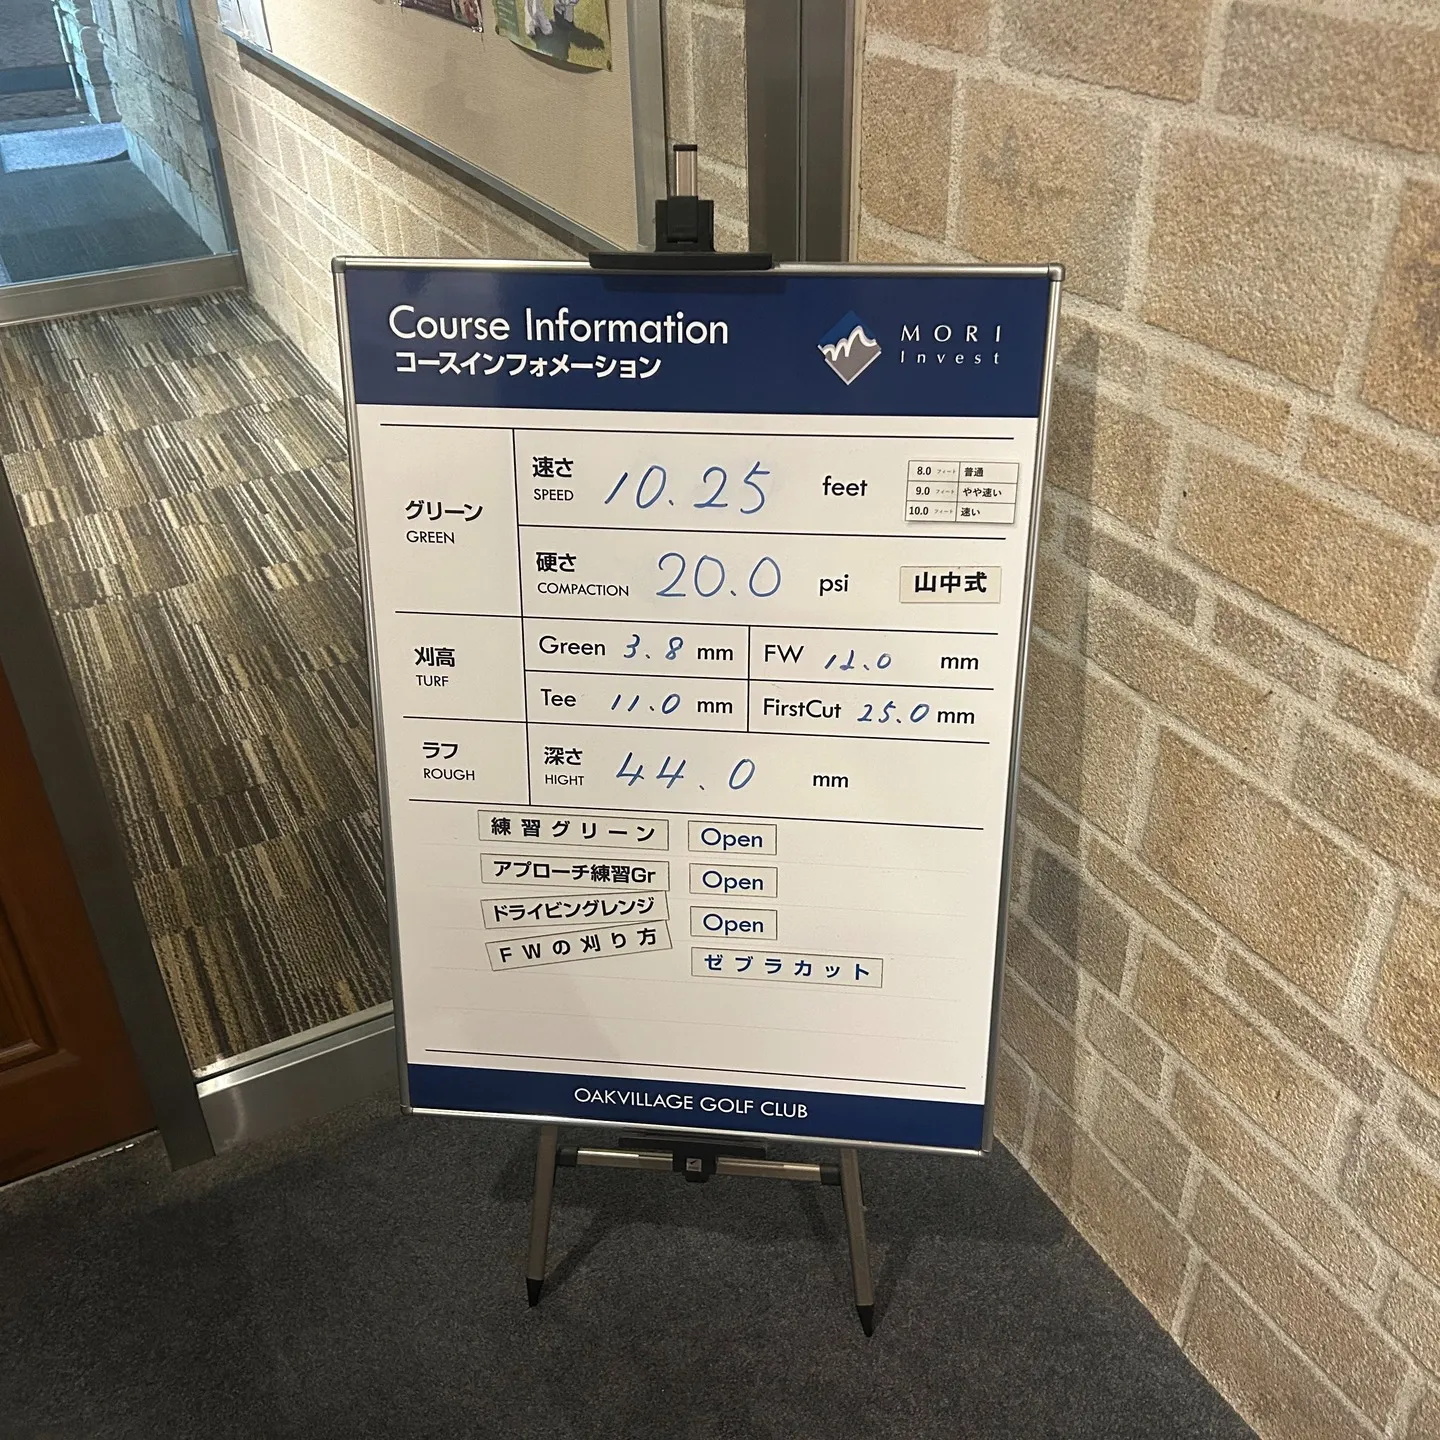 Course Information
コースインフォメーション
MORI
Invest
グリーン
GREEN
速さ
SPEED
10.25 feet
8.0 フィート 普通
9.0 フィート やや速い
10.0 フィート 速い
硬さ
COMPACTION
20.0 psi
山中式
刈高
TURF
Green 3.8 mm
FW mm
Tee 11.0 mm
FirstCut 25.0 mm
ラフ
ROUGH
深さ
HIGHT
44.0 mm
練習グリーン Open
アプローチ練習Gr Open
ドライビングレンジ Open
FWの刈り方 ゼブラカット
OAKVILLAGE GOLF CLUB